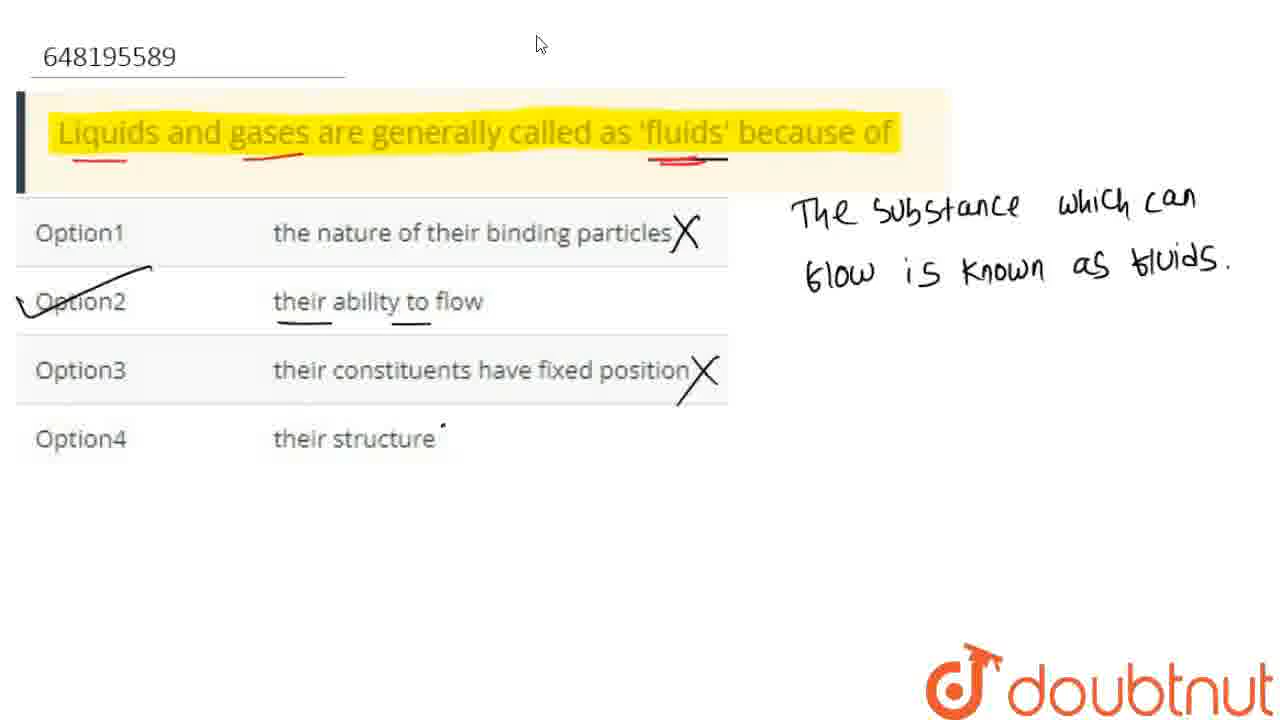 648195589
Liquids and gases are generally called as 'fluids' because of
Option1 the nature of their binding particles
Option2 their ability to flow
Option3 their constituents have fixed position
Option4 their structure
The substance which can
flow is known as fluids.
doubtnut